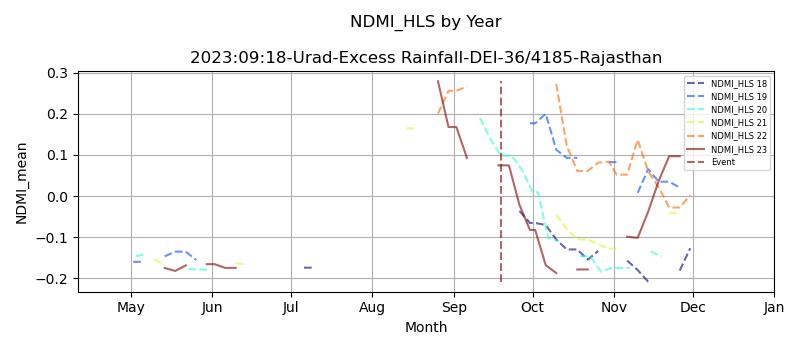 NDMI_HLS by Year
2023:09:18-Urad-Excess Rainfall-DEI-36/4185-Rajasthan
NDMI_mean
0.3
0.2
0.1
0.0
−0.1
−0.2
NDMI_HLS 18
NDMI_HLS 19
NDMI_HLS 20
NDMI_HLS 21
NDMI_HLS 22
NDMI_HLS 23
Event
May Jun Jul Aug Sep Oct Nov Dec Jan
Month